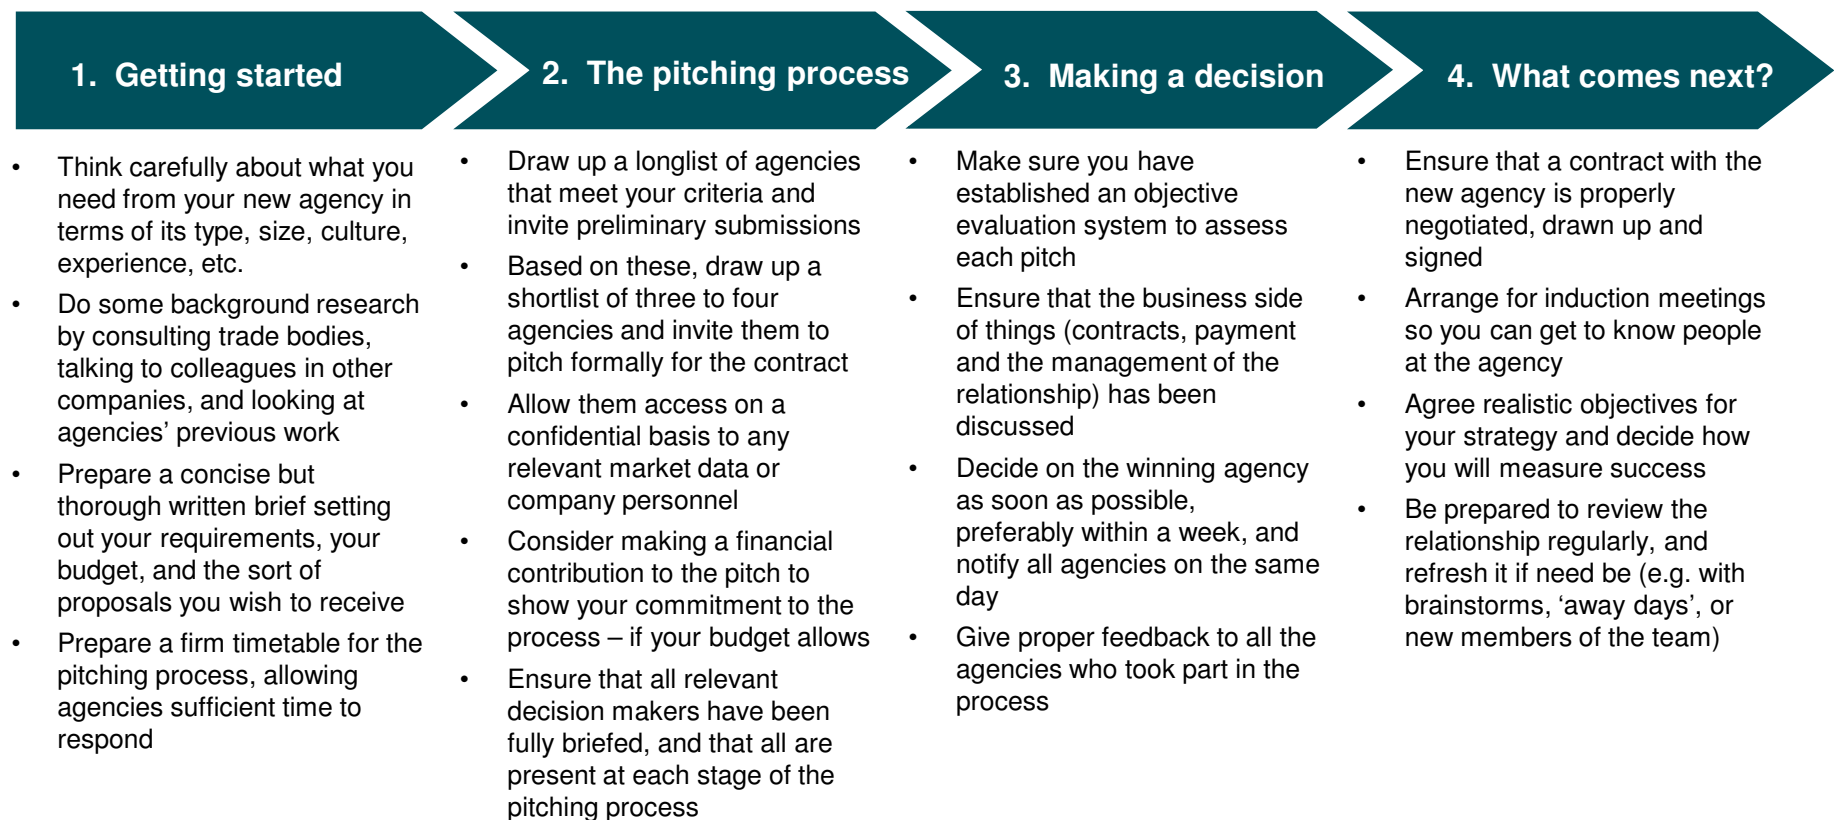 1. Getting started
• Think carefully about what you
need from your new agency in
terms of its type, size, culture,
experience, etc.
• Do some background research
by consulting trade bodies,
talking to colleagues in other
companies, and looking at
agencies’ previous work
• Prepare a concise but
thorough written brief setting
out your requirements, your
budget, and the sort of
proposals you wish to receive
• Prepare a firm timetable for the
pitching process, allowing
agencies sufficient time to
respond
2. The pitching process
• Draw up a longlist of agencies
that meet your criteria and
invite preliminary submissions
• Based on these, draw up a
shortlist of three to four
agencies and invite them to
pitch formally for the contract
• Allow them access on a
confidential basis to any
relevant market data or
company personnel
• Consider making a financial
contribution to the pitch to
show your commitment to the
process – if your budget allows
• Ensure that all relevant
decision makers have been
fully briefed, and that all are
present at each stage of the
pitching process
3. Making a decision
• Make sure you have
established an objective
evaluation system to assess
each pitch
• Ensure that the business side
of things (contracts, payment
and the management of the
relationship) has been
discussed
• Decide on the winning agency
as soon as possible,
preferably within a week, and
notify all agencies on the same
day
• Give proper feedback to all the
agencies who took part in the
process
4. What comes next?
• Ensure that a contract with the
new agency is properly
negotiated, drawn up and
signed
• Arrange for induction meetings
so you can get to know people
at the agency
• Agree realistic objectives for
your strategy and decide how
you will measure success
• Be prepared to review the
relationship regularly, and
refresh it if need be (e.g. with
brainstorms, ‘away days’, or
new members of the team)